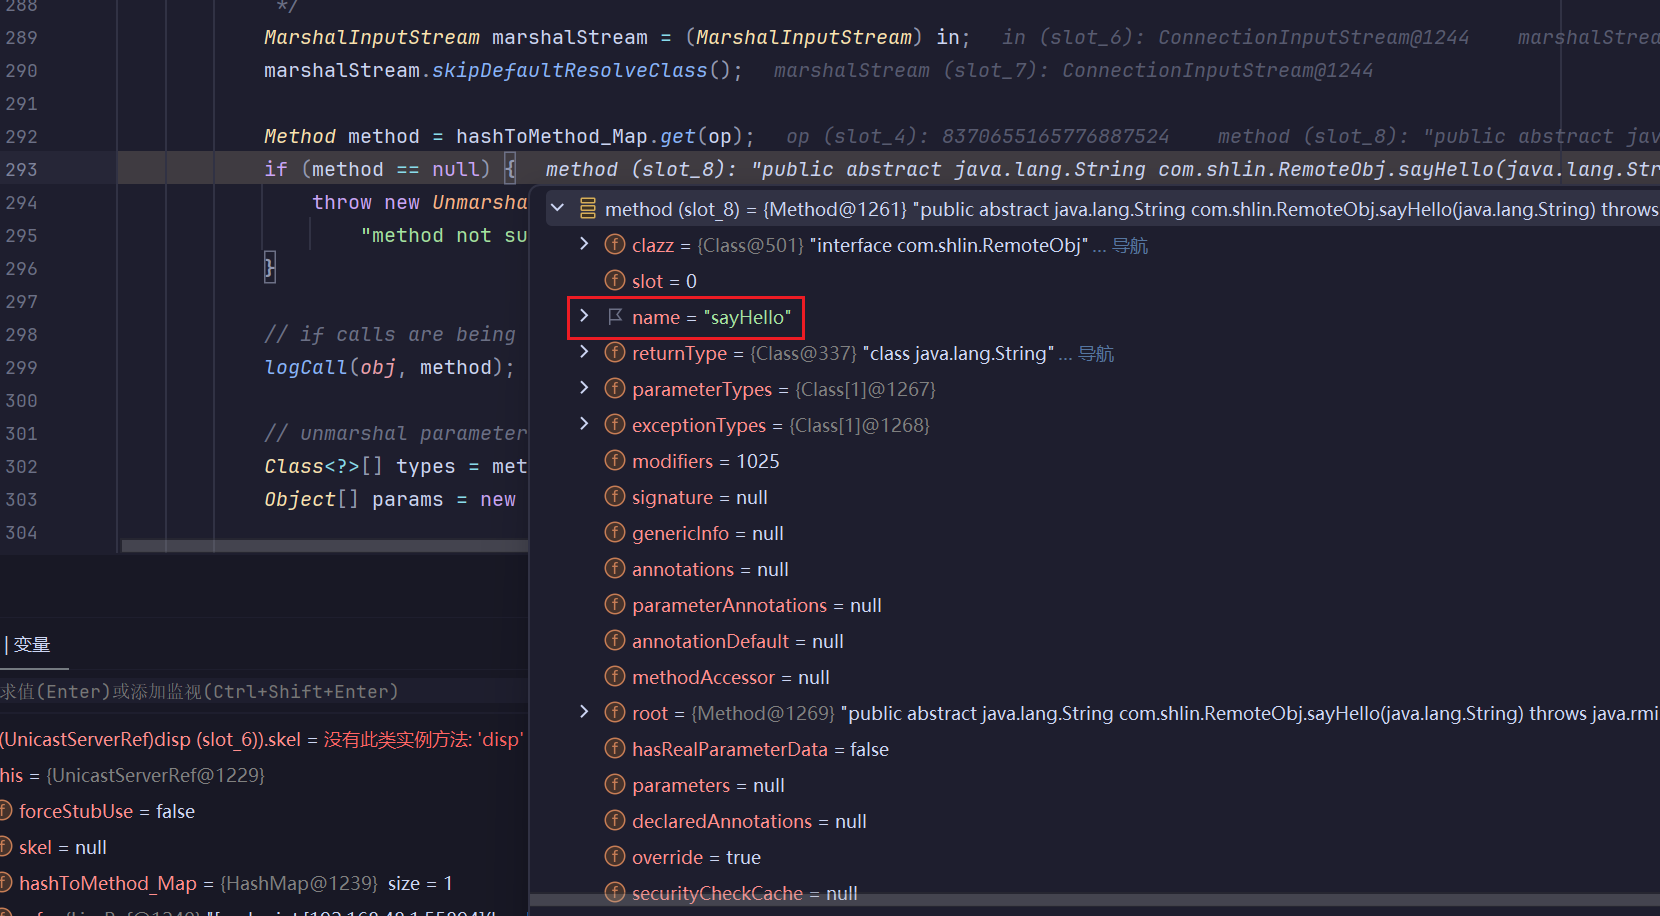 288 */
289 MarshalInputStream marshalStream = (MarshalInputStream) in; in (slot_6): ConnectionInputStream@1244 marshalStrea
290 marshalStream.skipDefaultResolveClass(); marshalStream (slot_7): ConnectionInputStream@1244
291
292 Method method = hashToMethod_Map.get(op); op (slot_4): 8370655165776887524 method (slot_8): "public abstract jav
293 if (method == null) { method (slot_8): "public abstract java.lang.String com.shlin.RemoteObj.sayHello(java.lang.Str
294 throw new Unmarsha
295 "method not su
296 }
297
298 // if calls are being
299 logCall(obj, method);
300
301 // unmarshal parameter
302 Class<?>[] types = met
303 Object[] params = new
304
method (slot_8) = {Method@1261} "public abstract java.lang.String com.shlin.RemoteObj.sayHello(java.lang.String) throws
clazz = {Class@501} "interface com.shlin.RemoteObj" ... 导航
slot = 0
name = "sayHello"
returnType = {Class@337} "class java.lang.String" ... 导航
parameterTypes = {Class[1]@1267}
exceptionTypes = {Class[1]@1268}
modifiers = 1025
signature = null
genericInfo = null
annotations = null
parameterAnnotations = null
annotationDefault = null
methodAccessor = null
root = {Method@1269} "public abstract java.lang.String com.shlin.RemoteObj.sayHello(java.lang.String) throws java.rmi
hasRealParameterData = false
parameters = null
declaredAnnotations = null
override = true
securityCheckCache = null
变量
求值(Enter)或添加监视(Ctrl+Shift+Enter)
(UnicastServerRef)disp (slot_6)).skel = 没有此类实例方法: 'disp'
his = {UnicastServerRef@1229}
forceStubUse = false
skel = null
hashToMethod_Map = {HashMap@1239} size = 1